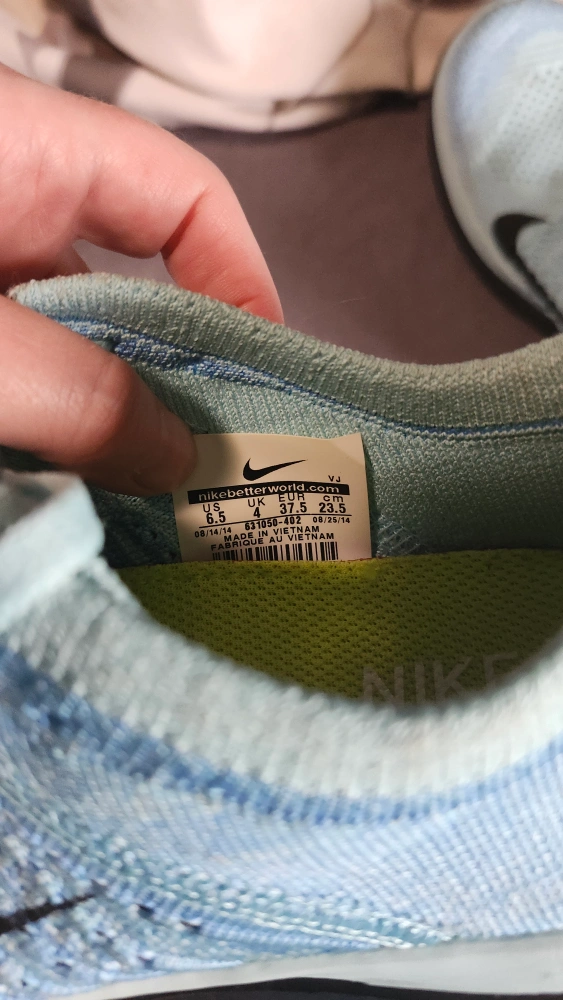 VJ
nikebetterworld.com
US UK EUR cm
6.5 4 37.5 23.5
08/14/14 631050-402 08/25/14
MADE IN VIETNAM
FABRIQUE AU VIETNAM
NIKE